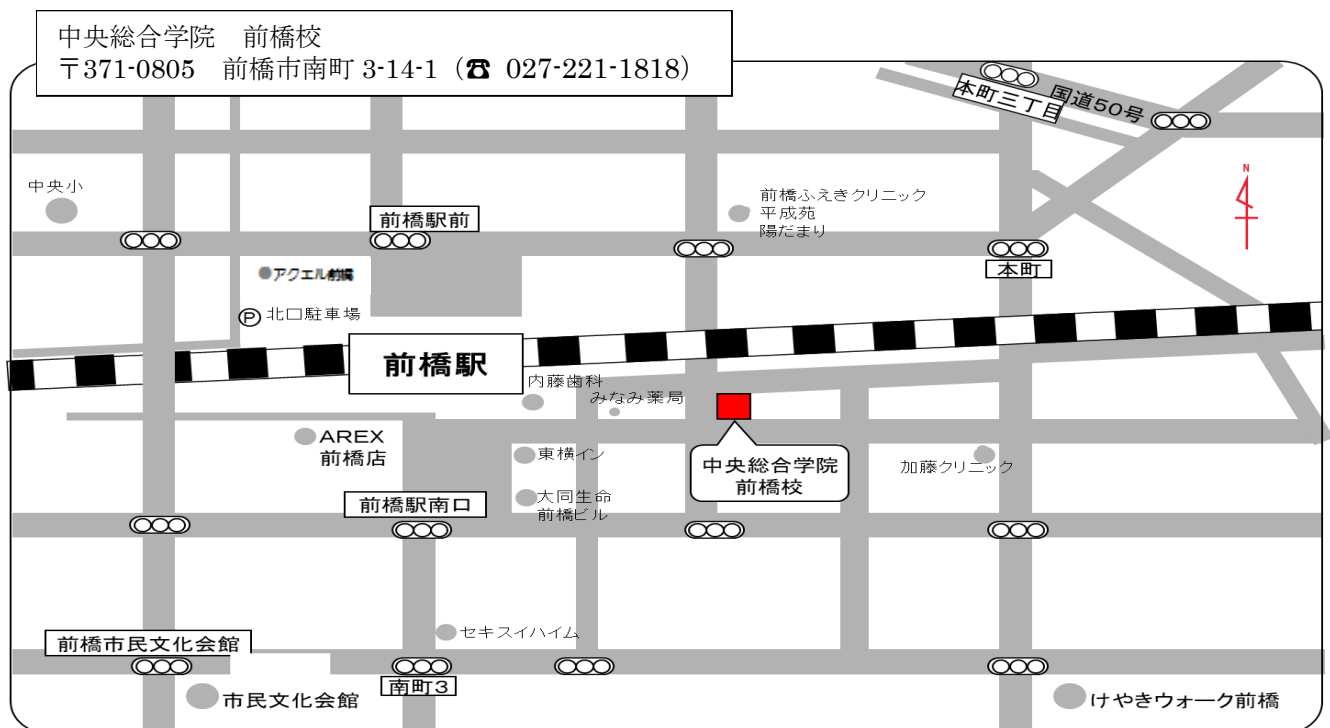 中央総合学院　前橋校
〒371-0805　前橋市南町 3-14-1（☎ 027-221-1818）
本町三丁目
国道50号
N
中央小
前橋駅前
前橋ふえきクリニック
平成苑
陽だまり
本町
アクエル前橋
P 北口駐車場
前橋駅
内藤歯科
みなみ薬局
AREX
前橋店
東横イン
中央総合学院
前橋校
加藤クリニック
前橋駅南口
大同生命
前橋ビル
セキスイハイム
前橋市民文化会館
南町3
市民文化会館
けやきウォーク前橋